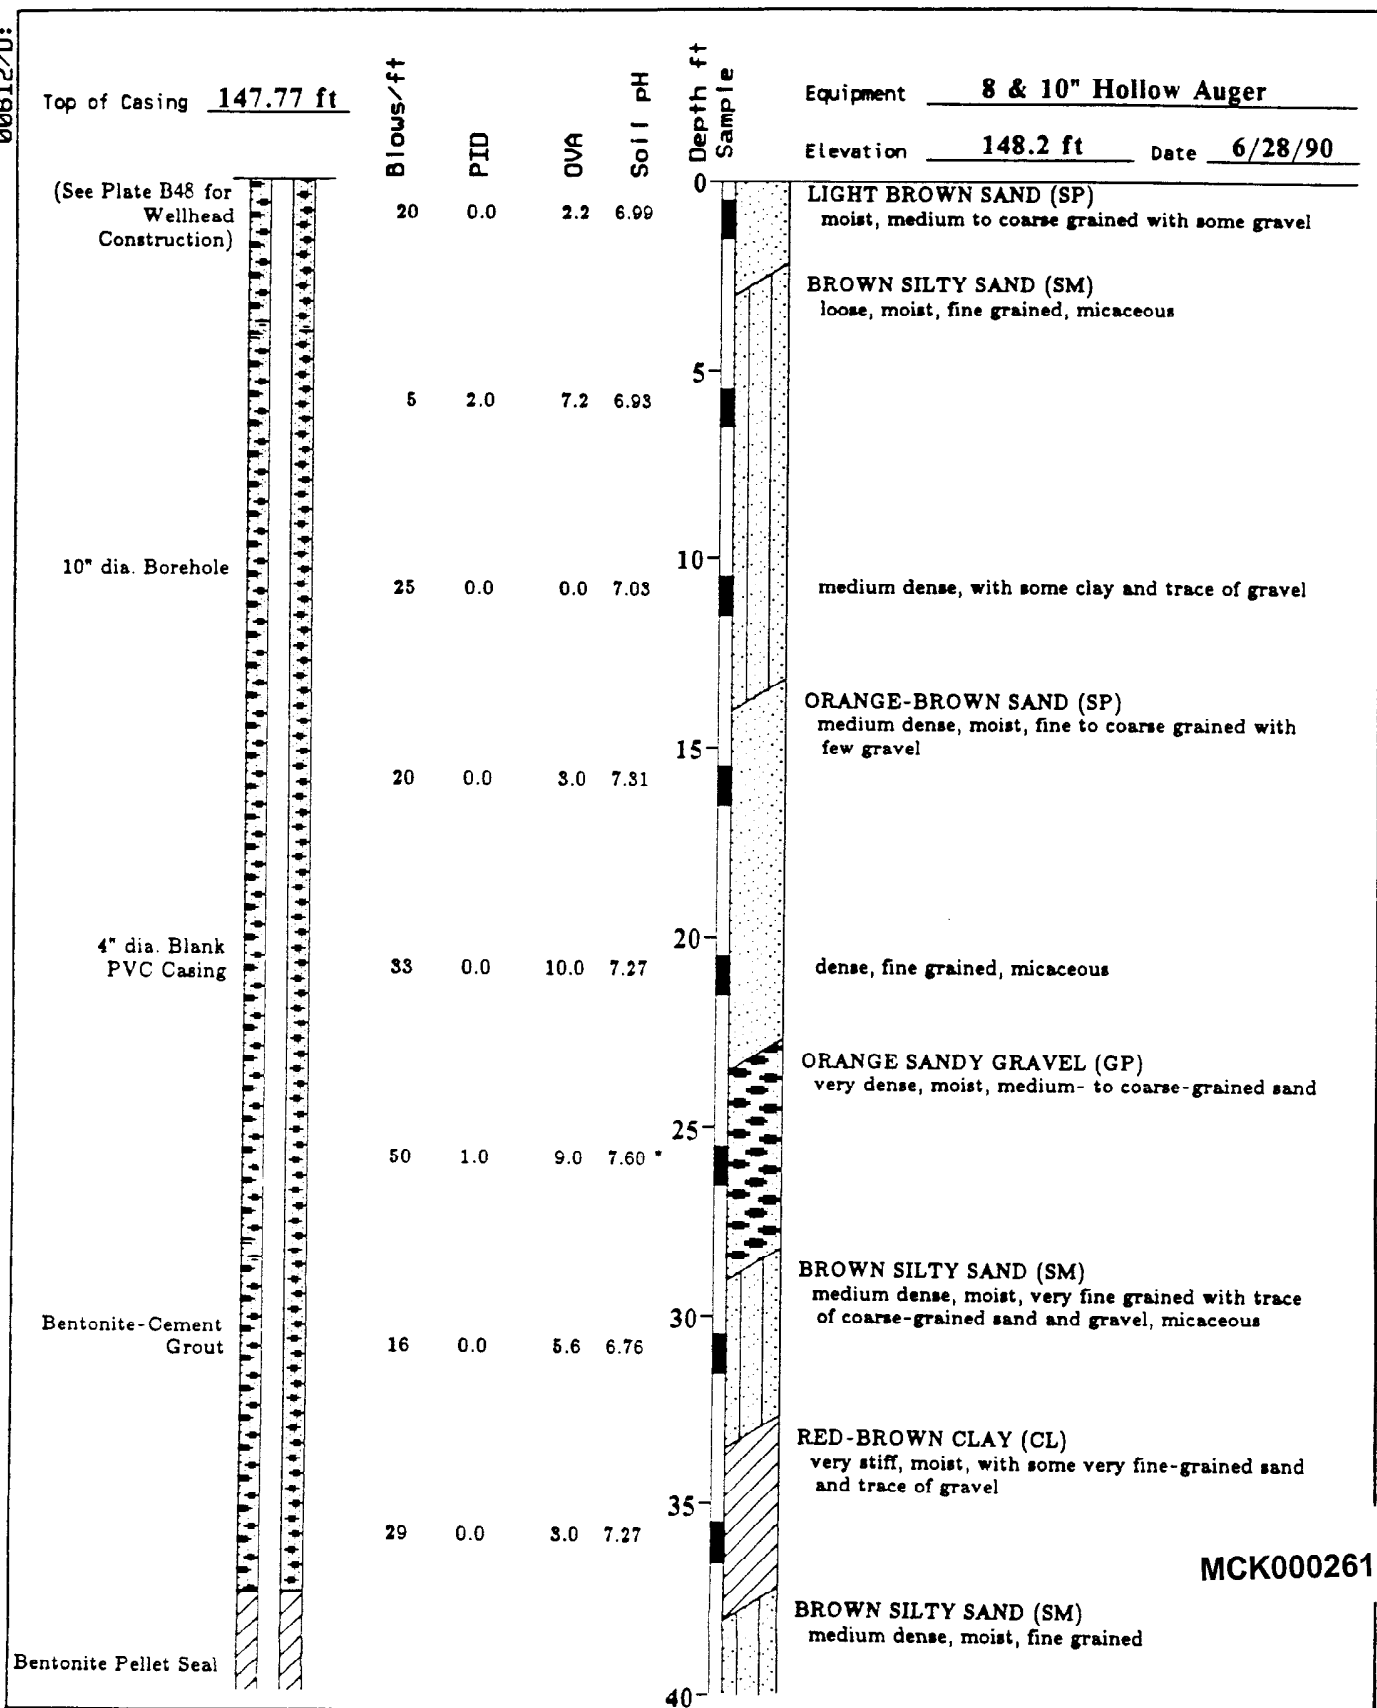 00612/D:
Top of Casing 147.77 ft
Blows/ft
PID
OVA
Soil pH
Depth ft
Sample
Equipment 8 & 10" Hollow Auger
Elevation 148.2 ft Date 6/28/90
(See Plate B48 for
Wellhead
Construction)
20 0.0 2.2 6.99
0
LIGHT BROWN SAND (SP)
moist, medium to coarse grained with some gravel
BROWN SILTY SAND (SM)
loose, moist, fine grained, micaceous
5
5 2.0 7.2 6.93
10" dia. Borehole
10
25 0.0 0.0 7.03
medium dense, with some clay and trace of gravel
ORANGE-BROWN SAND (SP)
medium dense, moist, fine to coarse grained with
few gravel
15
20 0.0 3.0 7.31
4" dia. Blank
PVC Casing
20
33 0.0 10.0 7.27
dense, fine grained, micaceous
ORANGE SANDY GRAVEL (GP)
very dense, moist, medium- to coarse-grained sand
25
50 1.0 9.0 7.60 *
BROWN SILTY SAND (SM)
medium dense, moist, very fine grained with trace
of coarse-grained sand and gravel, micaceous
Bentonite-Cement
Grout
30
16 0.0 5.6 6.76
RED-BROWN CLAY (CL)
very stiff, moist, with some very fine-grained sand
and trace of gravel
35
29 0.0 3.0 7.27
MCK000261
BROWN SILTY SAND (SM)
medium dense, moist, fine grained
Bentonite Pellet Seal
40